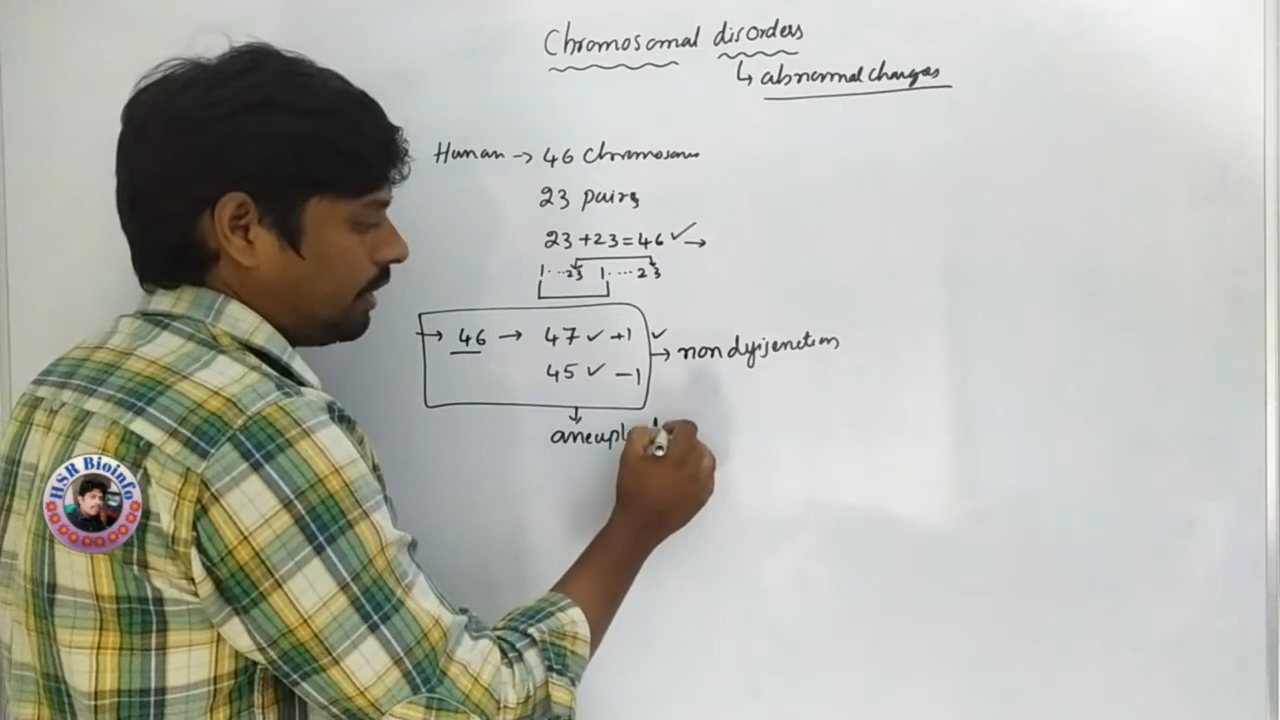 Chromosomal disorders
↳ abnormal changes
Human → 46 Chromosomes
23 pairs
23 + 23 = 46 ✓ →
1 ... 23 1 .... 23
→ 46 → 47 ✓ +1 ✓
45 ✓ -1
→ non dysjenction
aneupl
HSR Bioinfo